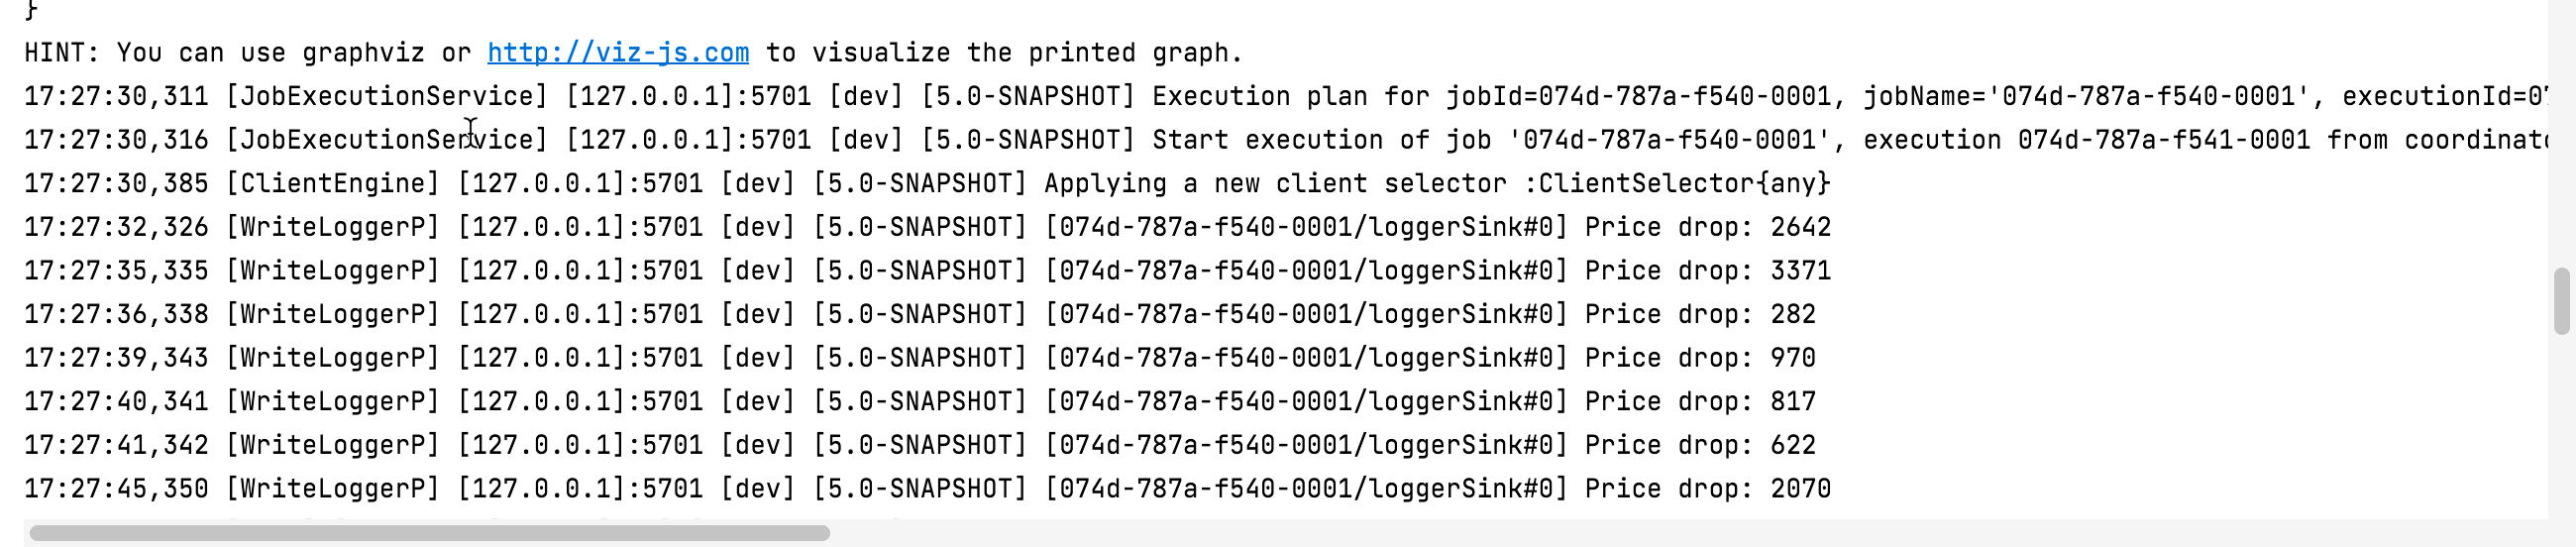 }
HINT: You can use graphviz or http://viz-js.com to visualize the printed graph.
17:27:30,311 [JobExecutionService] [127.0.0.1]:5701 [dev] [5.0-SNAPSHOT] Execution plan for jobId=074d-787a-f540-0001, jobName='074d-787a-f540-0001', executionId=07
17:27:30,316 [JobExecutionService] [127.0.0.1]:5701 [dev] [5.0-SNAPSHOT] Start execution of job '074d-787a-f540-0001', execution 074d-787a-f541-0001 from coordinato
17:27:30,385 [ClientEngine] [127.0.0.1]:5701 [dev] [5.0-SNAPSHOT] Applying a new client selector :ClientSelector{any}
17:27:32,326 [WriteLoggerP] [127.0.0.1]:5701 [dev] [5.0-SNAPSHOT] [074d-787a-f540-0001/loggerSink#0] Price drop: 2642
17:27:35,335 [WriteLoggerP] [127.0.0.1]:5701 [dev] [5.0-SNAPSHOT] [074d-787a-f540-0001/loggerSink#0] Price drop: 3371
17:27:36,338 [WriteLoggerP] [127.0.0.1]:5701 [dev] [5.0-SNAPSHOT] [074d-787a-f540-0001/loggerSink#0] Price drop: 282
17:27:39,343 [WriteLoggerP] [127.0.0.1]:5701 [dev] [5.0-SNAPSHOT] [074d-787a-f540-0001/loggerSink#0] Price drop: 970
17:27:40,341 [WriteLoggerP] [127.0.0.1]:5701 [dev] [5.0-SNAPSHOT] [074d-787a-f540-0001/loggerSink#0] Price drop: 817
17:27:41,342 [WriteLoggerP] [127.0.0.1]:5701 [dev] [5.0-SNAPSHOT] [074d-787a-f540-0001/loggerSink#0] Price drop: 622
17:27:45,350 [WriteLoggerP] [127.0.0.1]:5701 [dev] [5.0-SNAPSHOT] [074d-787a-f540-0001/loggerSink#0] Price drop: 2070